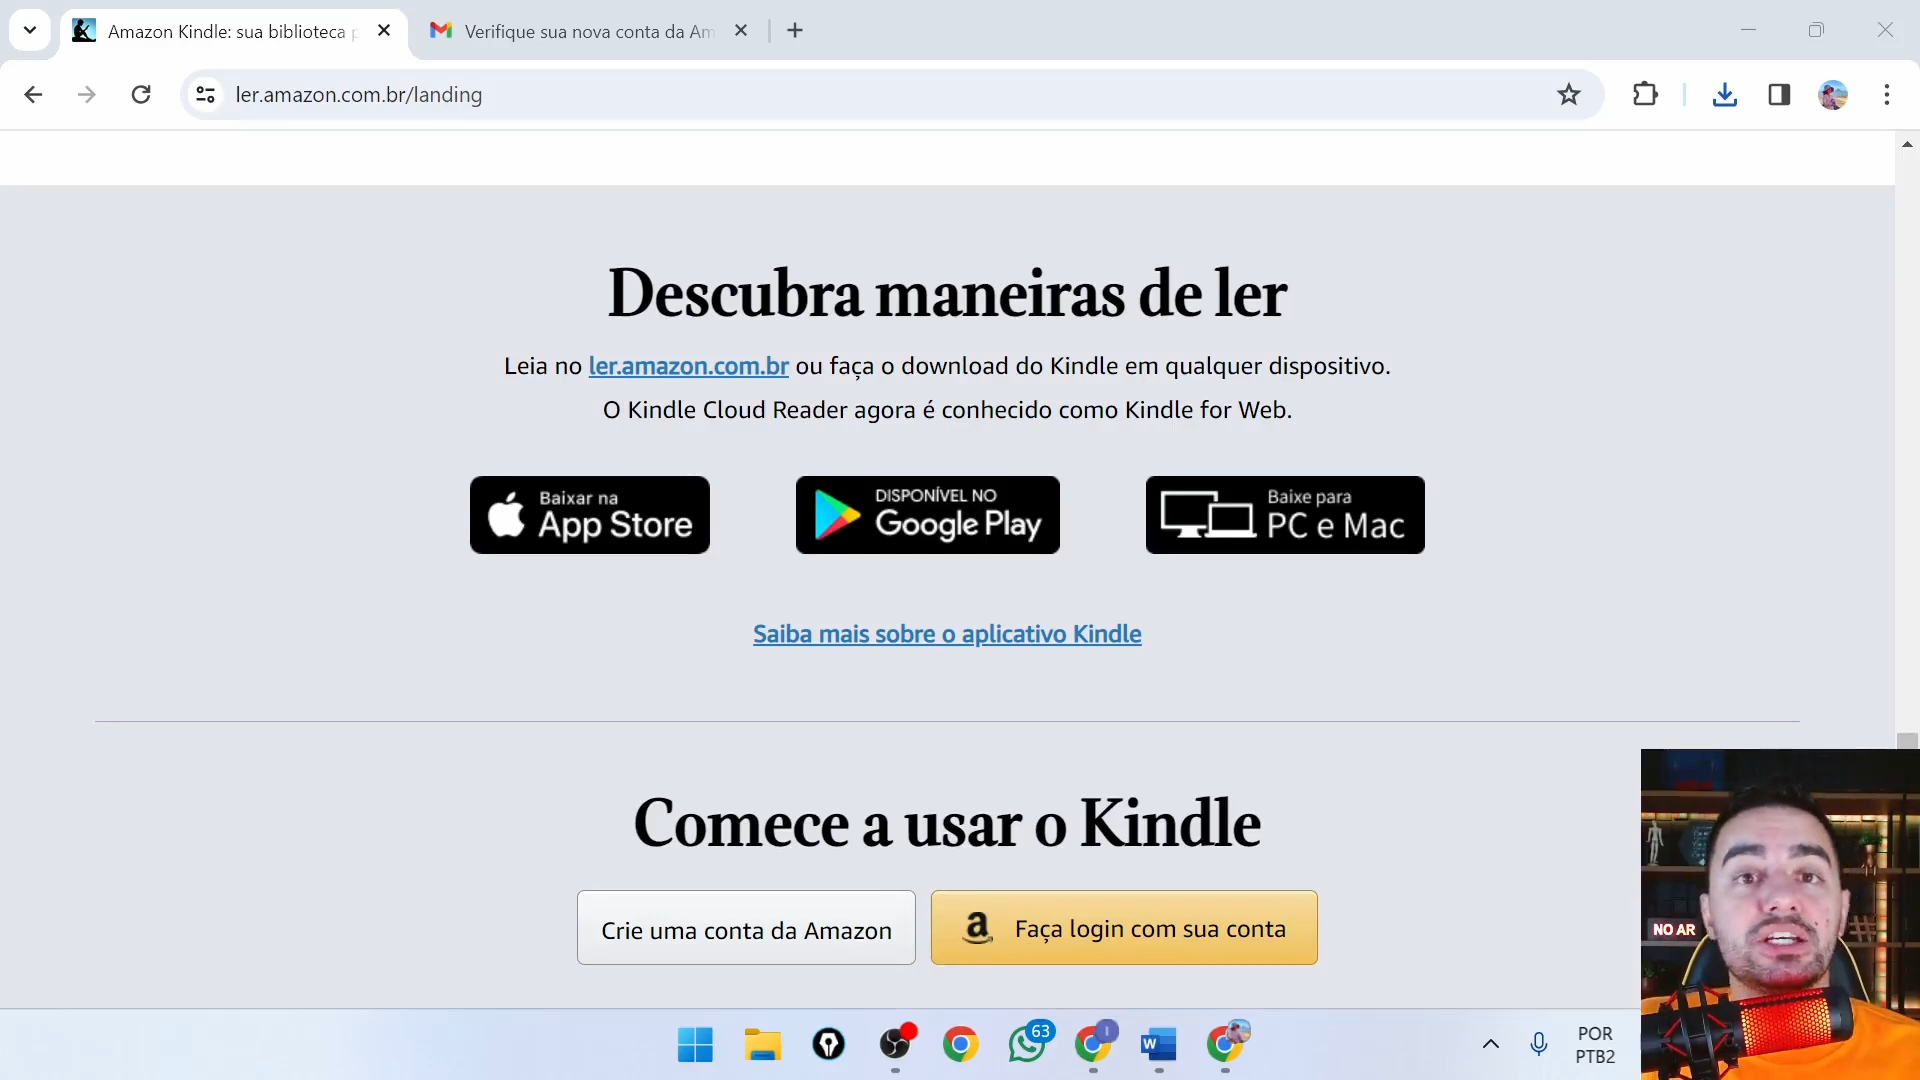 Amazon Kindle: sua biblioteca p
Verifique sua nova conta da Am
ler.amazon.com.br/landing
Descubra maneiras de ler
Leia no ler.amazon.com.br ou faça o download do Kindle em qualquer dispositivo.
O Kindle Cloud Reader agora é conhecido como Kindle for Web.
Baixar na
App Store
DISPONÍVEL NO
Google Play
Baixe para
PC e Mac
Saiba mais sobre o aplicativo Kindle
Comece a usar o Kindle
Crie uma conta da Amazon
a Faça login com sua conta
NO AR
63
I
W
POR
PTB2